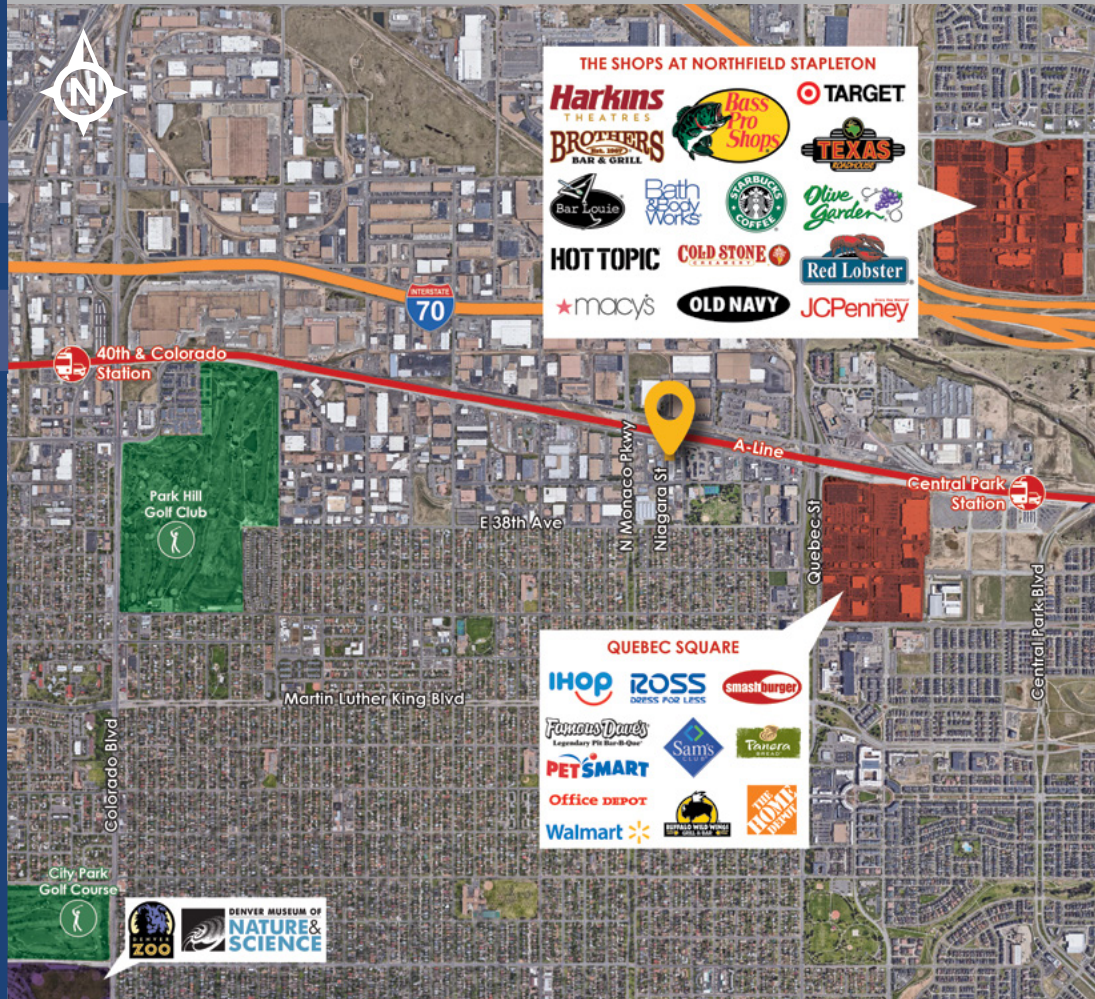 N
THE SHOPS AT NORTHFIELD STAPLETON
Harkins
THEATRES
Bass
Pro
Shops
TARGET
BROTHERS
Est. 1967
BAR & GRILL
TEXAS
ROADHOUSE
Bar Louie
Bath
&Body
Works
STARBUCKS
COFFEE
Olive
Garden
HOT TOPIC
COLD STONE
CREAMERY
Red Lobster
macy's
OLD NAVY
JCPenney
INTERSTATE
70
40th & Colorado
Station
A-Line
Central Park
Station
Park Hill
Golf Club
E 38th Ave
N Monaco Pkwy
Niagara St
Quebec St
Central Park Blvd
QUEBEC SQUARE
IHOP
ROSS
DRESS FOR LESS
smashburger
Famous Dave's
Legendary Pit Bar-B-Que
Sam's
CLUB
Panera
BREAD
PETSMART
Office DEPOT
Walmart
BUFFALO WILD WINGS
GRILL & BAR
THE
HOME
DEPOT
Martin Luther King Blvd
Colorado Blvd
City Park
Golf Course
DENVER
ZOO
DENVER MUSEUM OF
NATURE&
SCIENCE